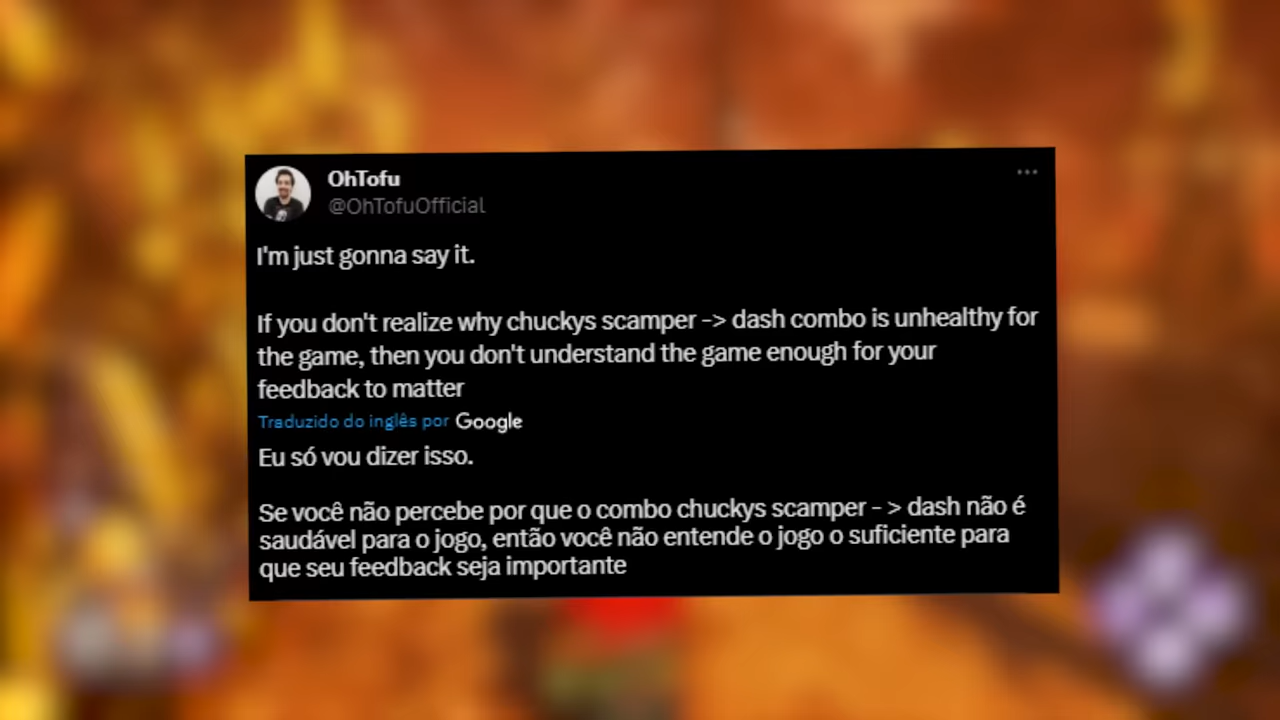 OhTofu
@OhTofuOfficial
I'm just gonna say it.
If you don't realize why chuckys scamper -> dash combo is unhealthy for
the game, then you don't understand the game enough for your
feedback to matter
Traduzido do inglês por Google
Eu só vou dizer isso.
Se você não percebe por que o combo chuckys scamper - > dash não é
saudável para o jogo, então você não entende o jogo o suficiente para
que seu feedback seja importante